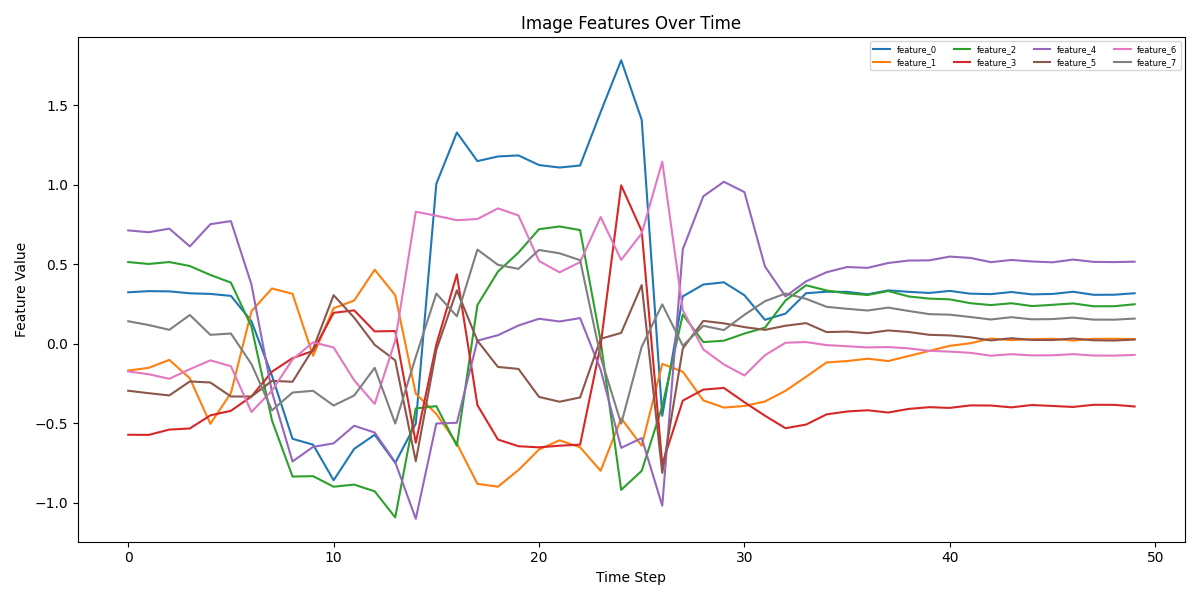 Image Features Over Time
feature_0 feature_2 feature_4 feature_6
feature_1 feature_3 feature_5 feature_7
Feature Value
1.5
1.0
0.5
0.0
−0.5
−1.0
0 10 20 30 40 50
Time Step